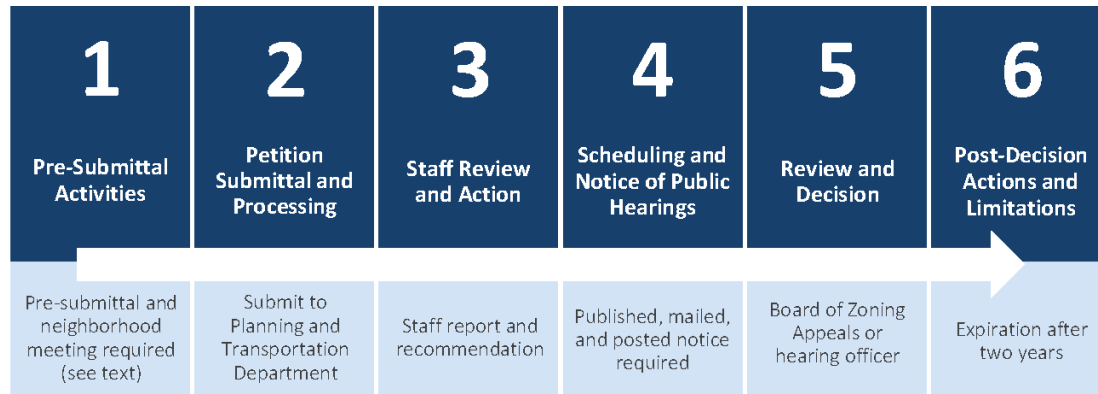 1
Pre-Submittal
Activities
Pre-submittal and
neighborhood
meeting required
(see text)
2
Petition
Submittal and
Processing
Submit to
Planning and
Transportation
Department
3
Staff Review
and Action
Staff report and
recommendation
4
Scheduling and
Notice of Public
Hearings
Published, mailed,
and posted notice
required
5
Review and
Decision
Board of Zoning
Appeals or
hearing officer
6
Post-Decision
Actions and
Limitations
Expiration after
two years